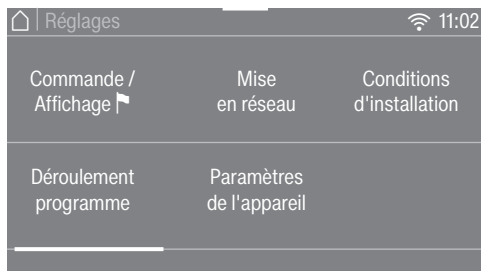 Réglages 11:02
Commande / Affichage
Mise en réseau
Conditions d'installation
Déroulement programme
Paramètres de l'appareil